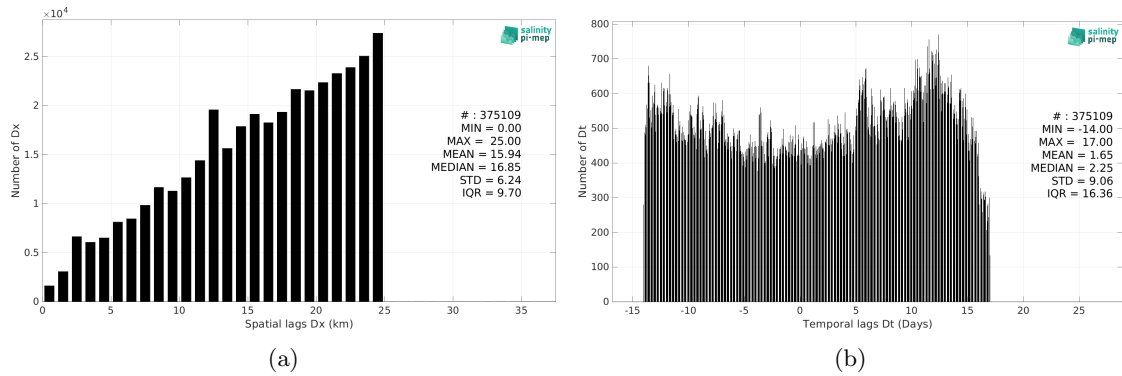 ×10⁴
2.5
2
1.5
1
0.5
0
0 5 10 15 20 25 30 35
Number of Dx
Spatial lags Dx (km)
salinity
pi-mep
# : 375109
MIN = 0.00
MAX = 25.00
MEAN = 15.94
MEDIAN = 16.85
STD = 6.24
IQR = 9.70
(a)
800
700
600
500
400
300
200
100
0
-15 -10 -5 0 5 10 15 20 25
Number of Dt
Temporal lags Dt (Days)
salinity
pi-mep
# : 375109
MIN = -14.00
MAX = 17.00
MEAN = 1.65
MEDIAN = 2.25
STD = 9.06
IQR = 16.36
(b)